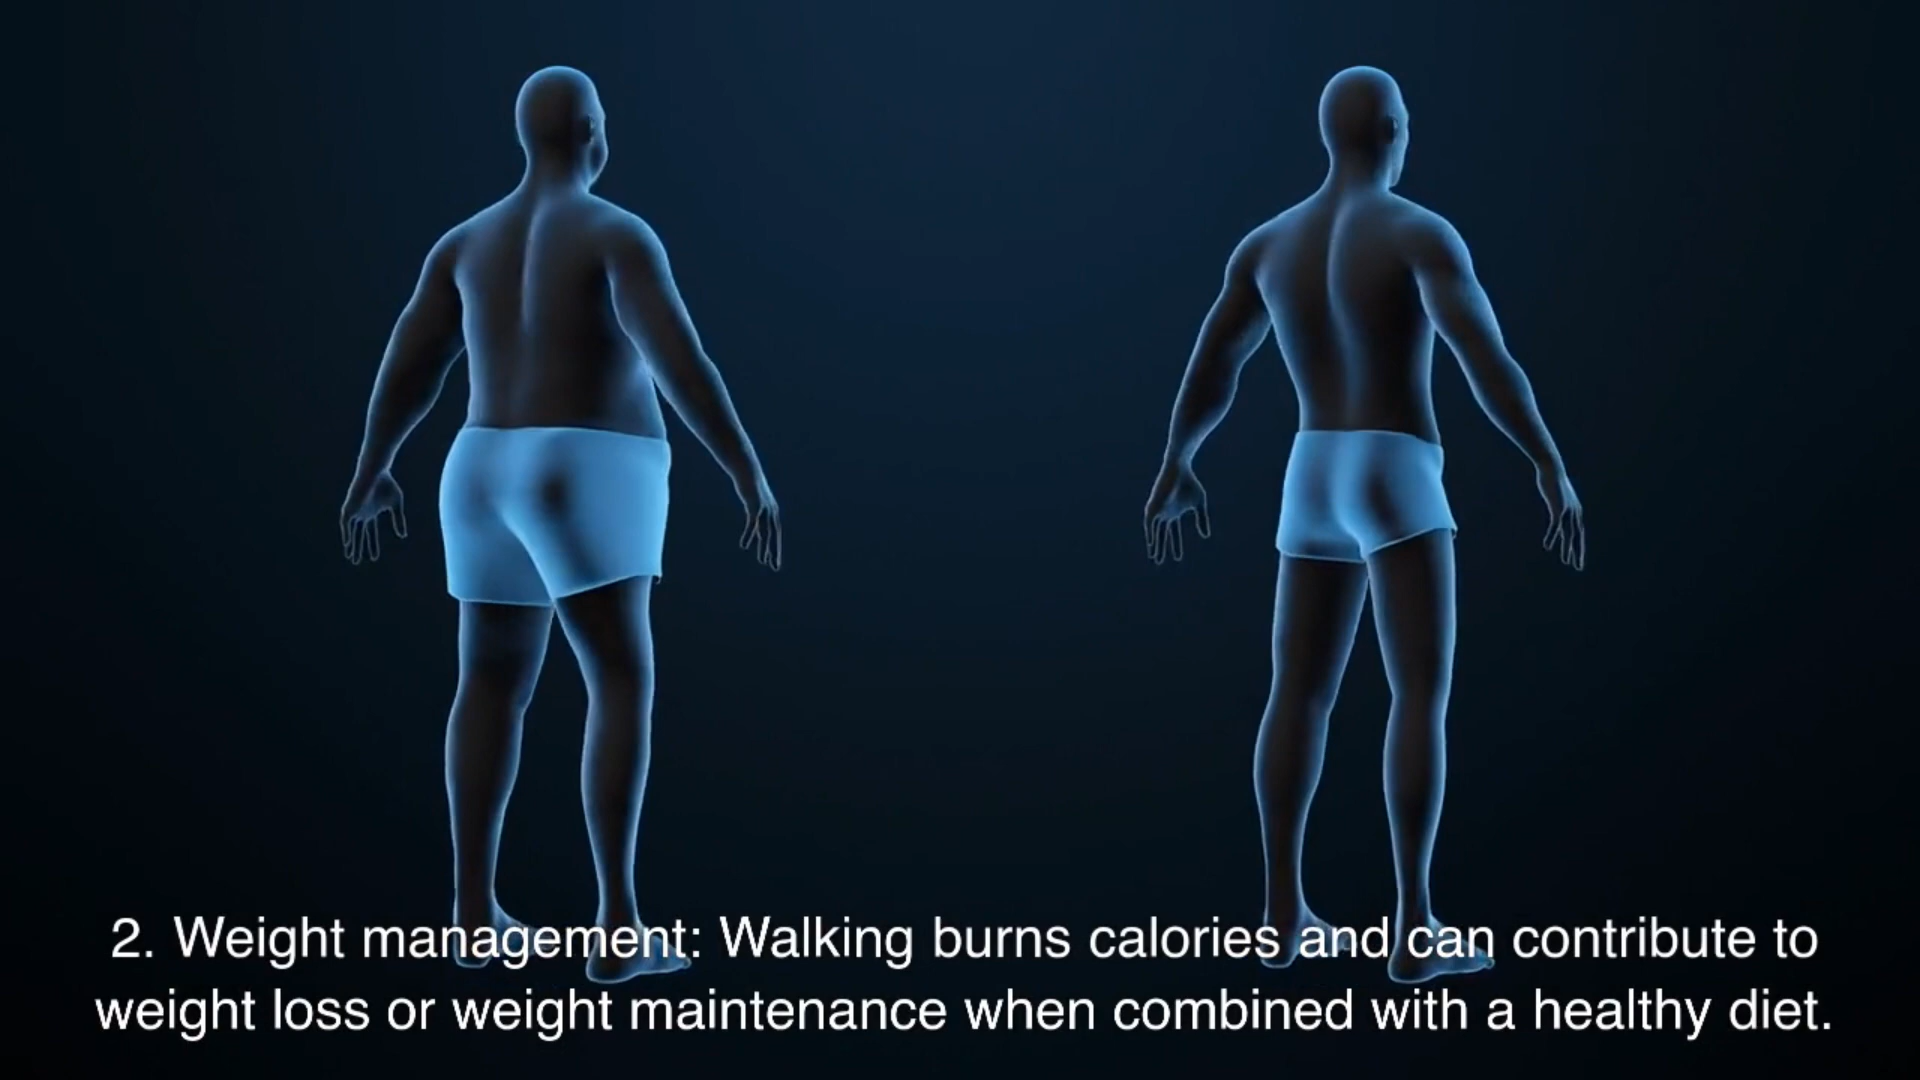 2. Weight management: Walking burns calories and can contribute to
weight loss or weight maintenance when combined with a healthy diet.